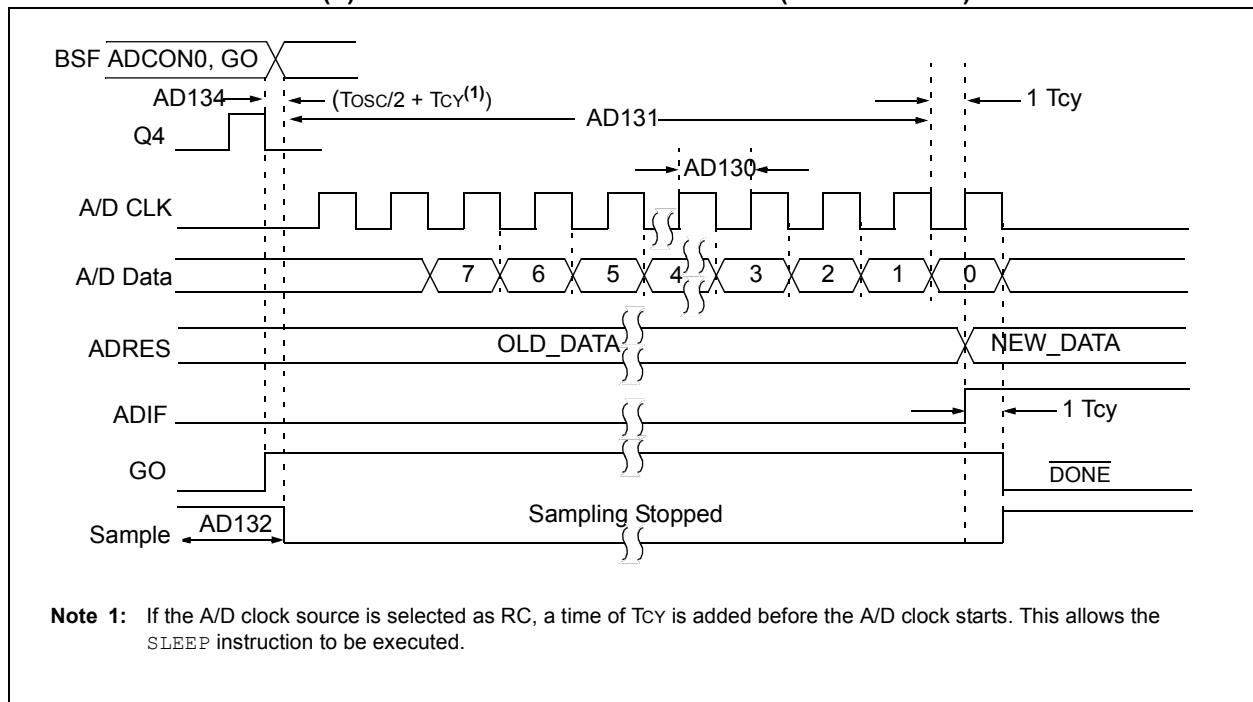 BSF ADCON0, GO
AD134 (TOSC/2 + TCY(1)) 1 Tcy
AD131
Q4
AD130
A/D CLK
A/D Data 7 6 5 4 3 2 1 0
ADRES OLD_DATA NEW_DATA
ADIF 1 Tcy
GO DONE
Sample AD132 Sampling Stopped
Note 1: If the A/D clock source is selected as RC, a time of TCY is added before the A/D clock starts. This allows the
SLEEP instruction to be executed.